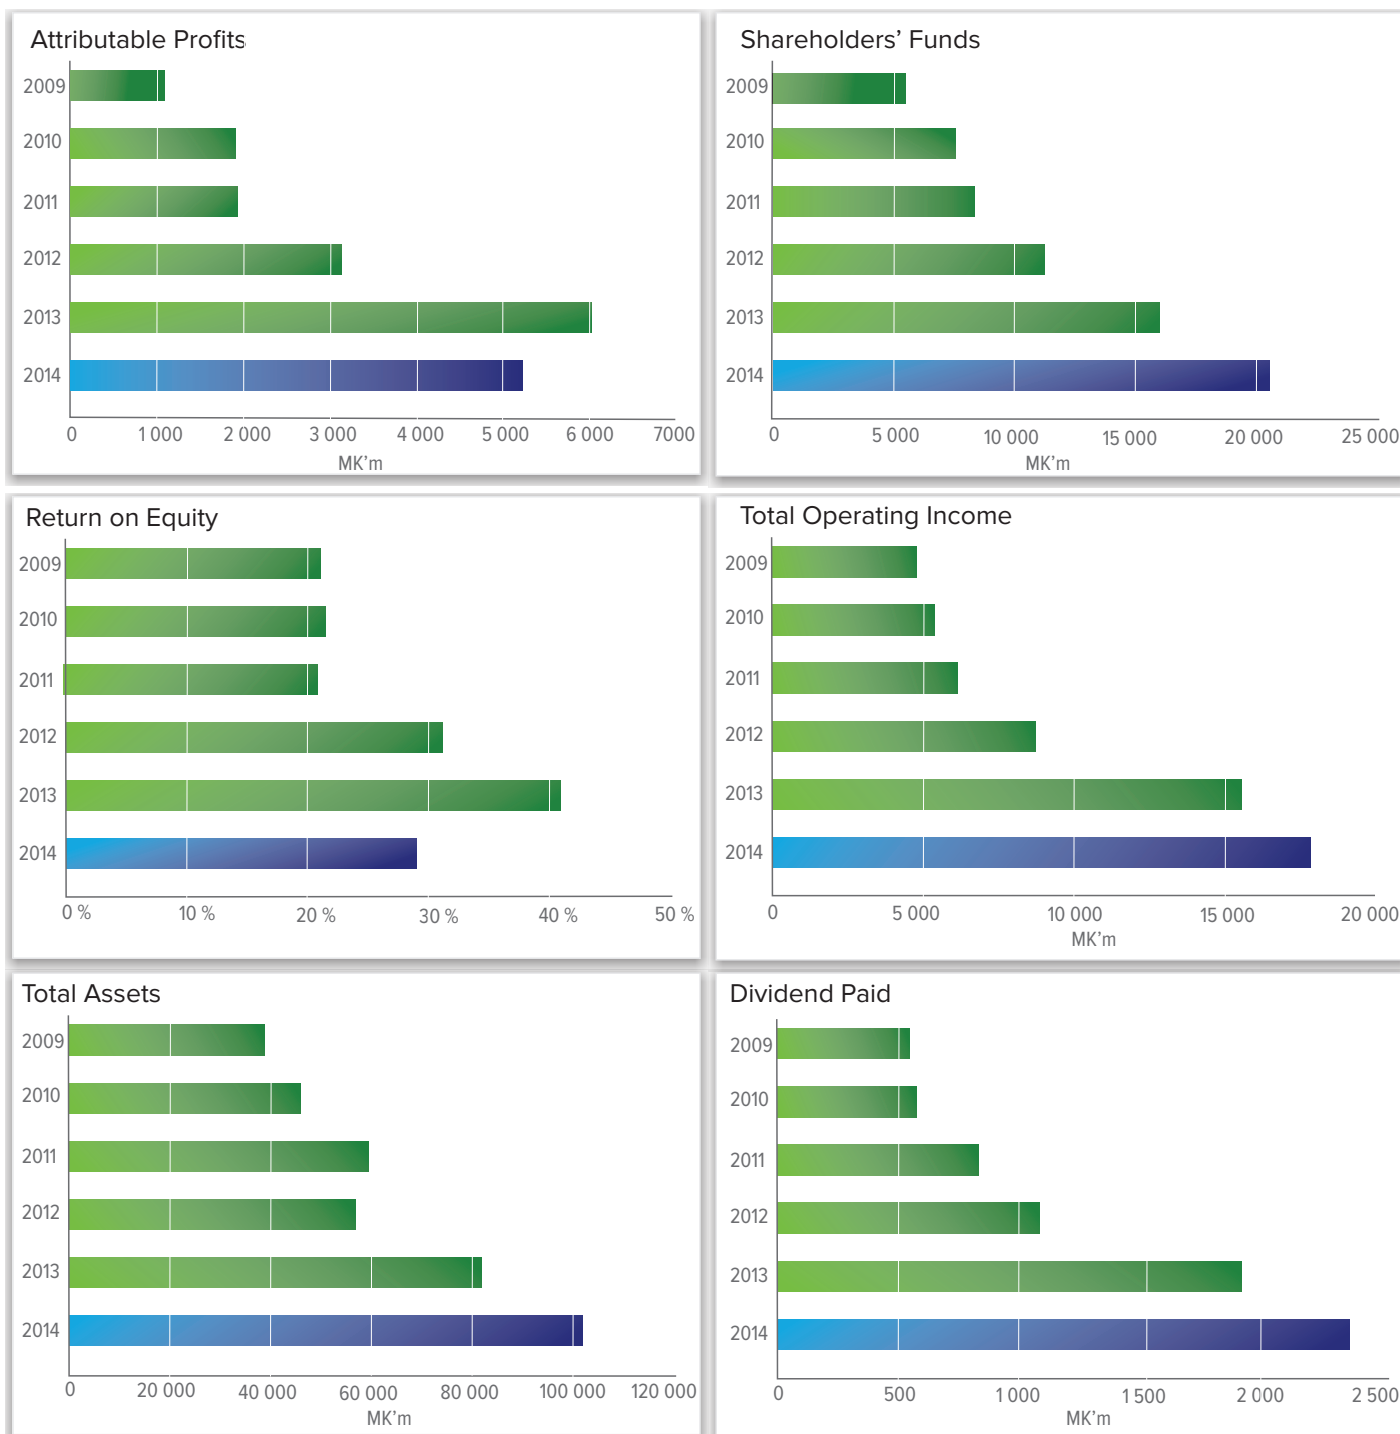 Attributable Profits
2009
2010
2011
2012
2013
2014
0 1 000 2 000 3 000 4 000 5 000 6 000 7000
MK'm
Shareholders' Funds
2009
2010
2011
2012
2013
2014
0 5 000 10 000 15 000 20 000 25 000
MK'm
Return on Equity
2009
2010
2011
2012
2013
2014
0 % 10 % 20 % 30 % 40 % 50 %
Total Operating Income
2009
2010
2011
2012
2013
2014
0 5 000 10 000 15 000 20 000
MK'm
Total Assets
2009
2010
2011
2012
2013
2014
0 20 000 40 000 60 000 80 000 100 000 120 000
MK'm
Dividend Paid
2009
2010
2011
2012
2013
2014
0 500 1 000 1 500 2 000 2 500
MK'm